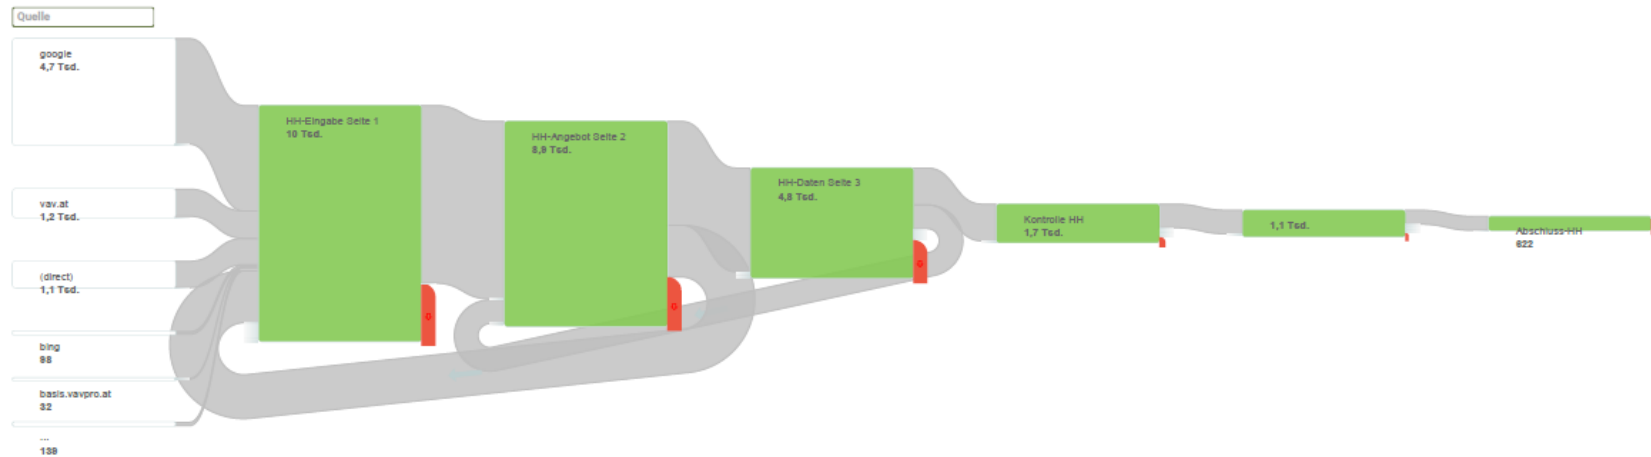 Quelle
google
4,7 Tsd.
vav.at
1,2 Tsd.
(direct)
1,1 Tsd.
bing
98
basis.vavpro.at
32
...
139
HH-Eingabe Seite 1
10 Tsd.
HH-Angebot Seite 2
8,9 Tsd.
HH-Daten Seite 3
4,8 Tsd.
Kontrolle HH
1,7 Tsd.
1,1 Tsd.
Abschluss-HH
622